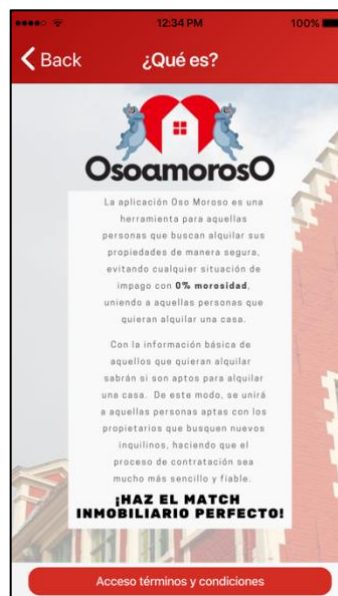 12:34 PM 100%
Back ¿Qué es?
OsoamorosO
La aplicación Oso Moroso es una
herramienta para aquellas
personas que buscan alquilar sus
propiedades de manera segura,
evitando cualquier situación de
impago con 0% morosidad,
uniendo a aquellas personas que
quieran alquilar una casa.
Con la información básica de
aquellos que quieran alquilar
sabrán si son aptos para alquilar
una casa. De este modo, se unirá
a aquellas personas aptas con los
propietarios que busquen nuevos
inquilinos, haciendo que el
proceso de contratación sea
mucho más sencillo y fiable.
¡HAZ EL MATCH
INMOBILIARIO PERFECTO!
Acceso términos y condiciones